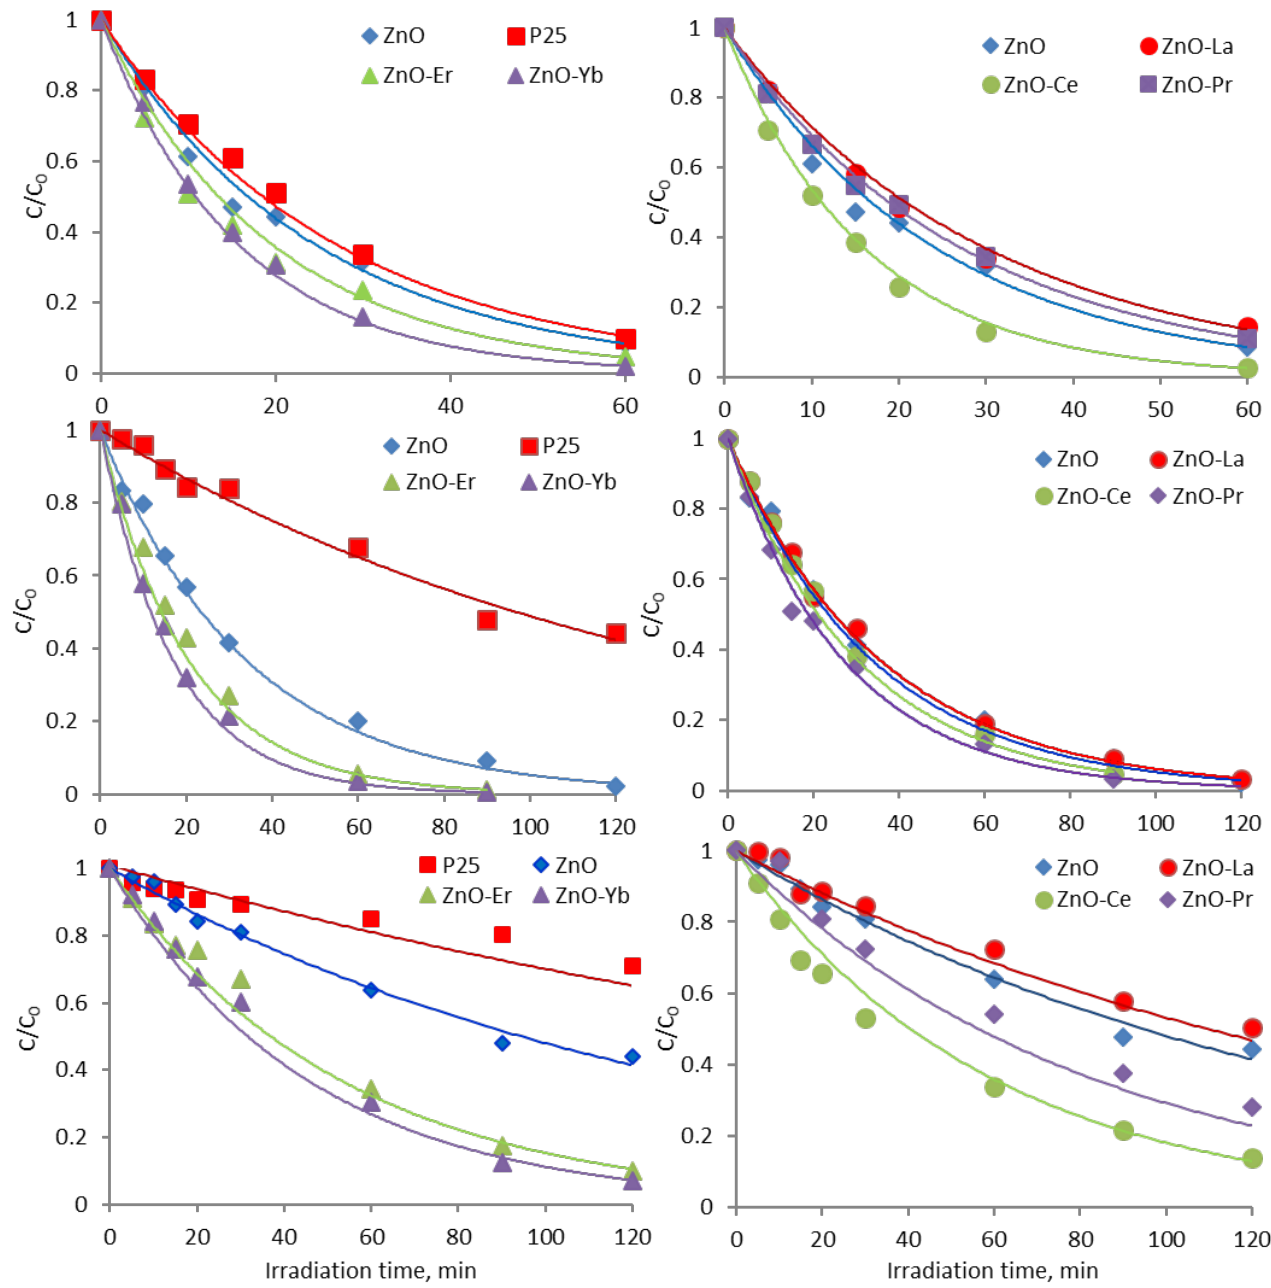 1
0.8
0.6
0.4
0.2
0
0 20 40 60
C/C0
ZnO P25
ZnO-Er ZnO-Yb
1
0.8
0.6
0.4
0.2
0
0 10 20 30 40 50 60
C/C0
ZnO ZnO-La
ZnO-Ce ZnO-Pr
1
0.8
0.6
0.4
0.2
0
0 20 40 60 80 100 120
C/C0
ZnO P25
ZnO-Er ZnO-Yb
1
0.8
0.6
0.4
0.2
0
0 20 40 60 80 100 120
C/C0
ZnO ZnO-La
ZnO-Ce ZnO-Pr
1
0.8
0.6
0.4
0.2
0
0 20 40 60 80 100 120
C/C0
P25 ZnO
ZnO-Er ZnO-Yb
Irradiation time, min
1
0.8
0.6
0.4
0.2
0
0 20 40 60 80 100 120
C/C0
ZnO ZnO-La
ZnO-Ce ZnO-Pr
Irradiation time, min